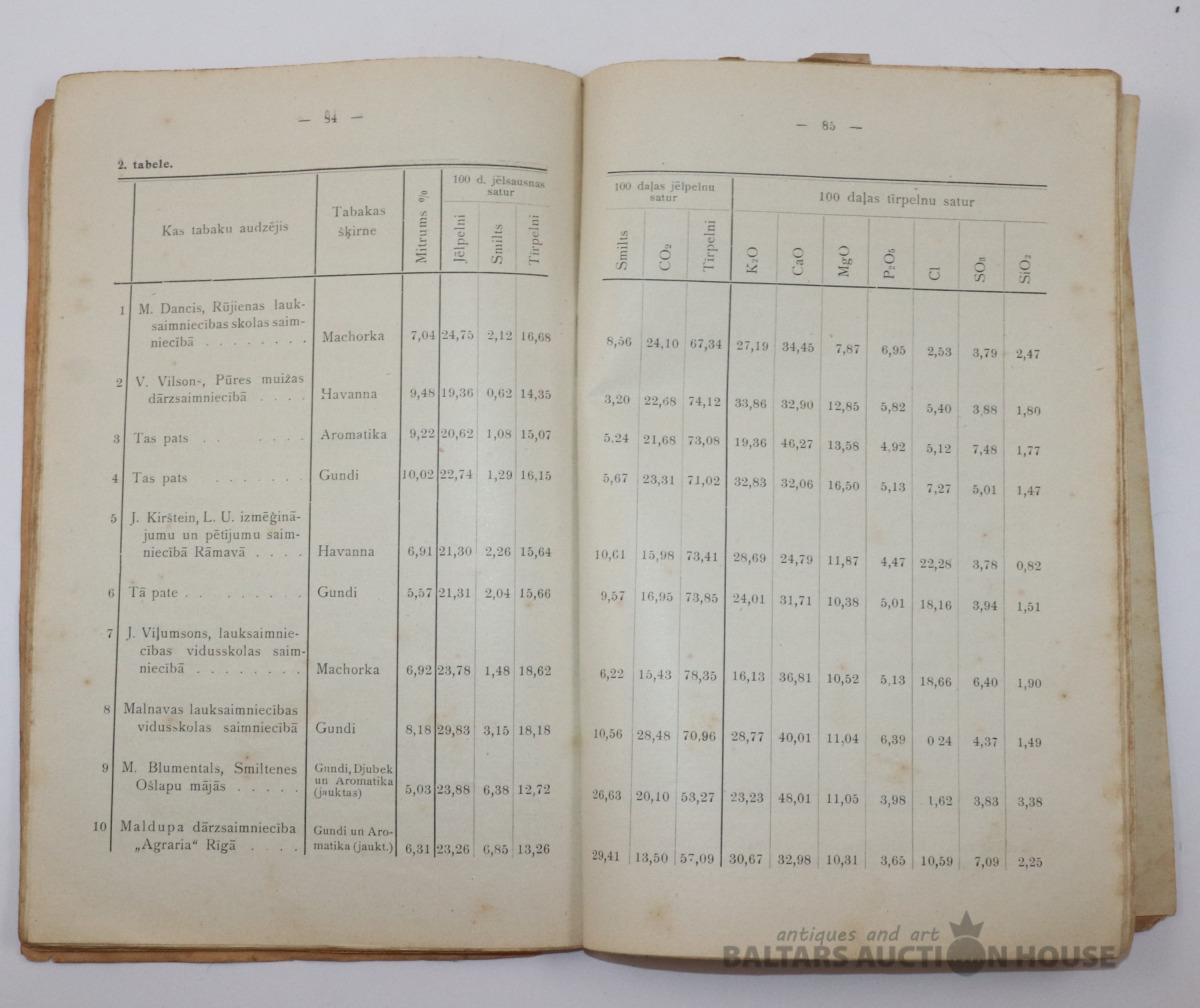 — 84 —
2. tabele.
Kas tabaku audzējis
Tabakas šķirne
Mitrums %
100 d. jēlsausnas satur
Jēlpelni
Smilts
Tīrpelni
1 M. Dancis, Rūjienas lauk-
saimniecības skolas saim-
niecībā . . . . . . . . Machorka 7,04 24,75 2,12 16,68
2 V. Vilson-, Pūres muižas
dārzsaimniecībā . . . . Havanna 9,48 19,36 0,62 14,35
3 Tas pats . . . . . . Aromatika 9,22 20,62 1,08 15,07
4 Tas pats . . . . . . . Gundi 10,02 22,74 1,29 16,15
5 J. Kirštein, L. U. izmēģinā-
jumu un pētījumu saim-
niecībā Rāmavā . . . . Havanna 6,91 21,30 2,26 15,64
6 Tā pate . . . . . . . . Gundi 5,57 21,31 2,04 15,66
7 J. Viļumsons, lauksaimnie-
cības vidusskolas saim-
niecībā . . . . . . . . Machorka 6,92 23,78 1,48 18,62
8 Malnavas lauksaimniecības
vidusskolas saimniecībā Gundi 8,18 29,83 3,15 18,18
9 M. Blumentals, Smiltenes Gundi, Djubek
Ošlapu mājās . . . . . un Aromatika
(jauktas) 5,03 23,88 6,38 12,72
10 Maldupa dārzsaimniecība Gundi un Aro-
„Agraria“ Rīgā . . . . matika (jaukt.) 6,31 23,26 6,85 13,26
— 85 —
100 daļas jēlpelnu satur
100 daļas tīrpelnu satur
Smilts
CO₂
Tīrpelni
K₂O
CaO
MgO
P₂O₅
Cl
SO₃
SiO₂
8,56 24,10 67,34 27,19 34,45 7,87 6,95 2,53 3,79 2,47
3,20 22,68 74,12 33,86 32,90 12,85 5,82 5,40 3,88 1,80
5,24 21,68 73,08 19,36 46,27 13,58 4,92 5,12 7,48 1,77
5,67 23,31 71,02 32,83 32,06 16,50 5,13 7,27 5,01 1,47
10,61 15,98 73,41 28,69 24,79 11,87 4,47 22,28 3,78 0,82
9,57 16,95 73,85 24,01 31,71 10,38 5,01 18,16 3,94 1,51
6,22 15,43 78,35 16,13 36,81 10,52 5,13 18,66 6,40 1,90
10,56 28,48 70,96 28,77 40,01 11,04 6,39 0 24 4,37 1,49
26,63 20,10 53,27 23,23 48,01 11,05 3,98 1,62 3,83 3,38
29,41 13,50 57,09 30,67 32,98 10,31 3,65 10,59 7,09 2,25
antiques and art
BALTARS AUCTION HOUSE